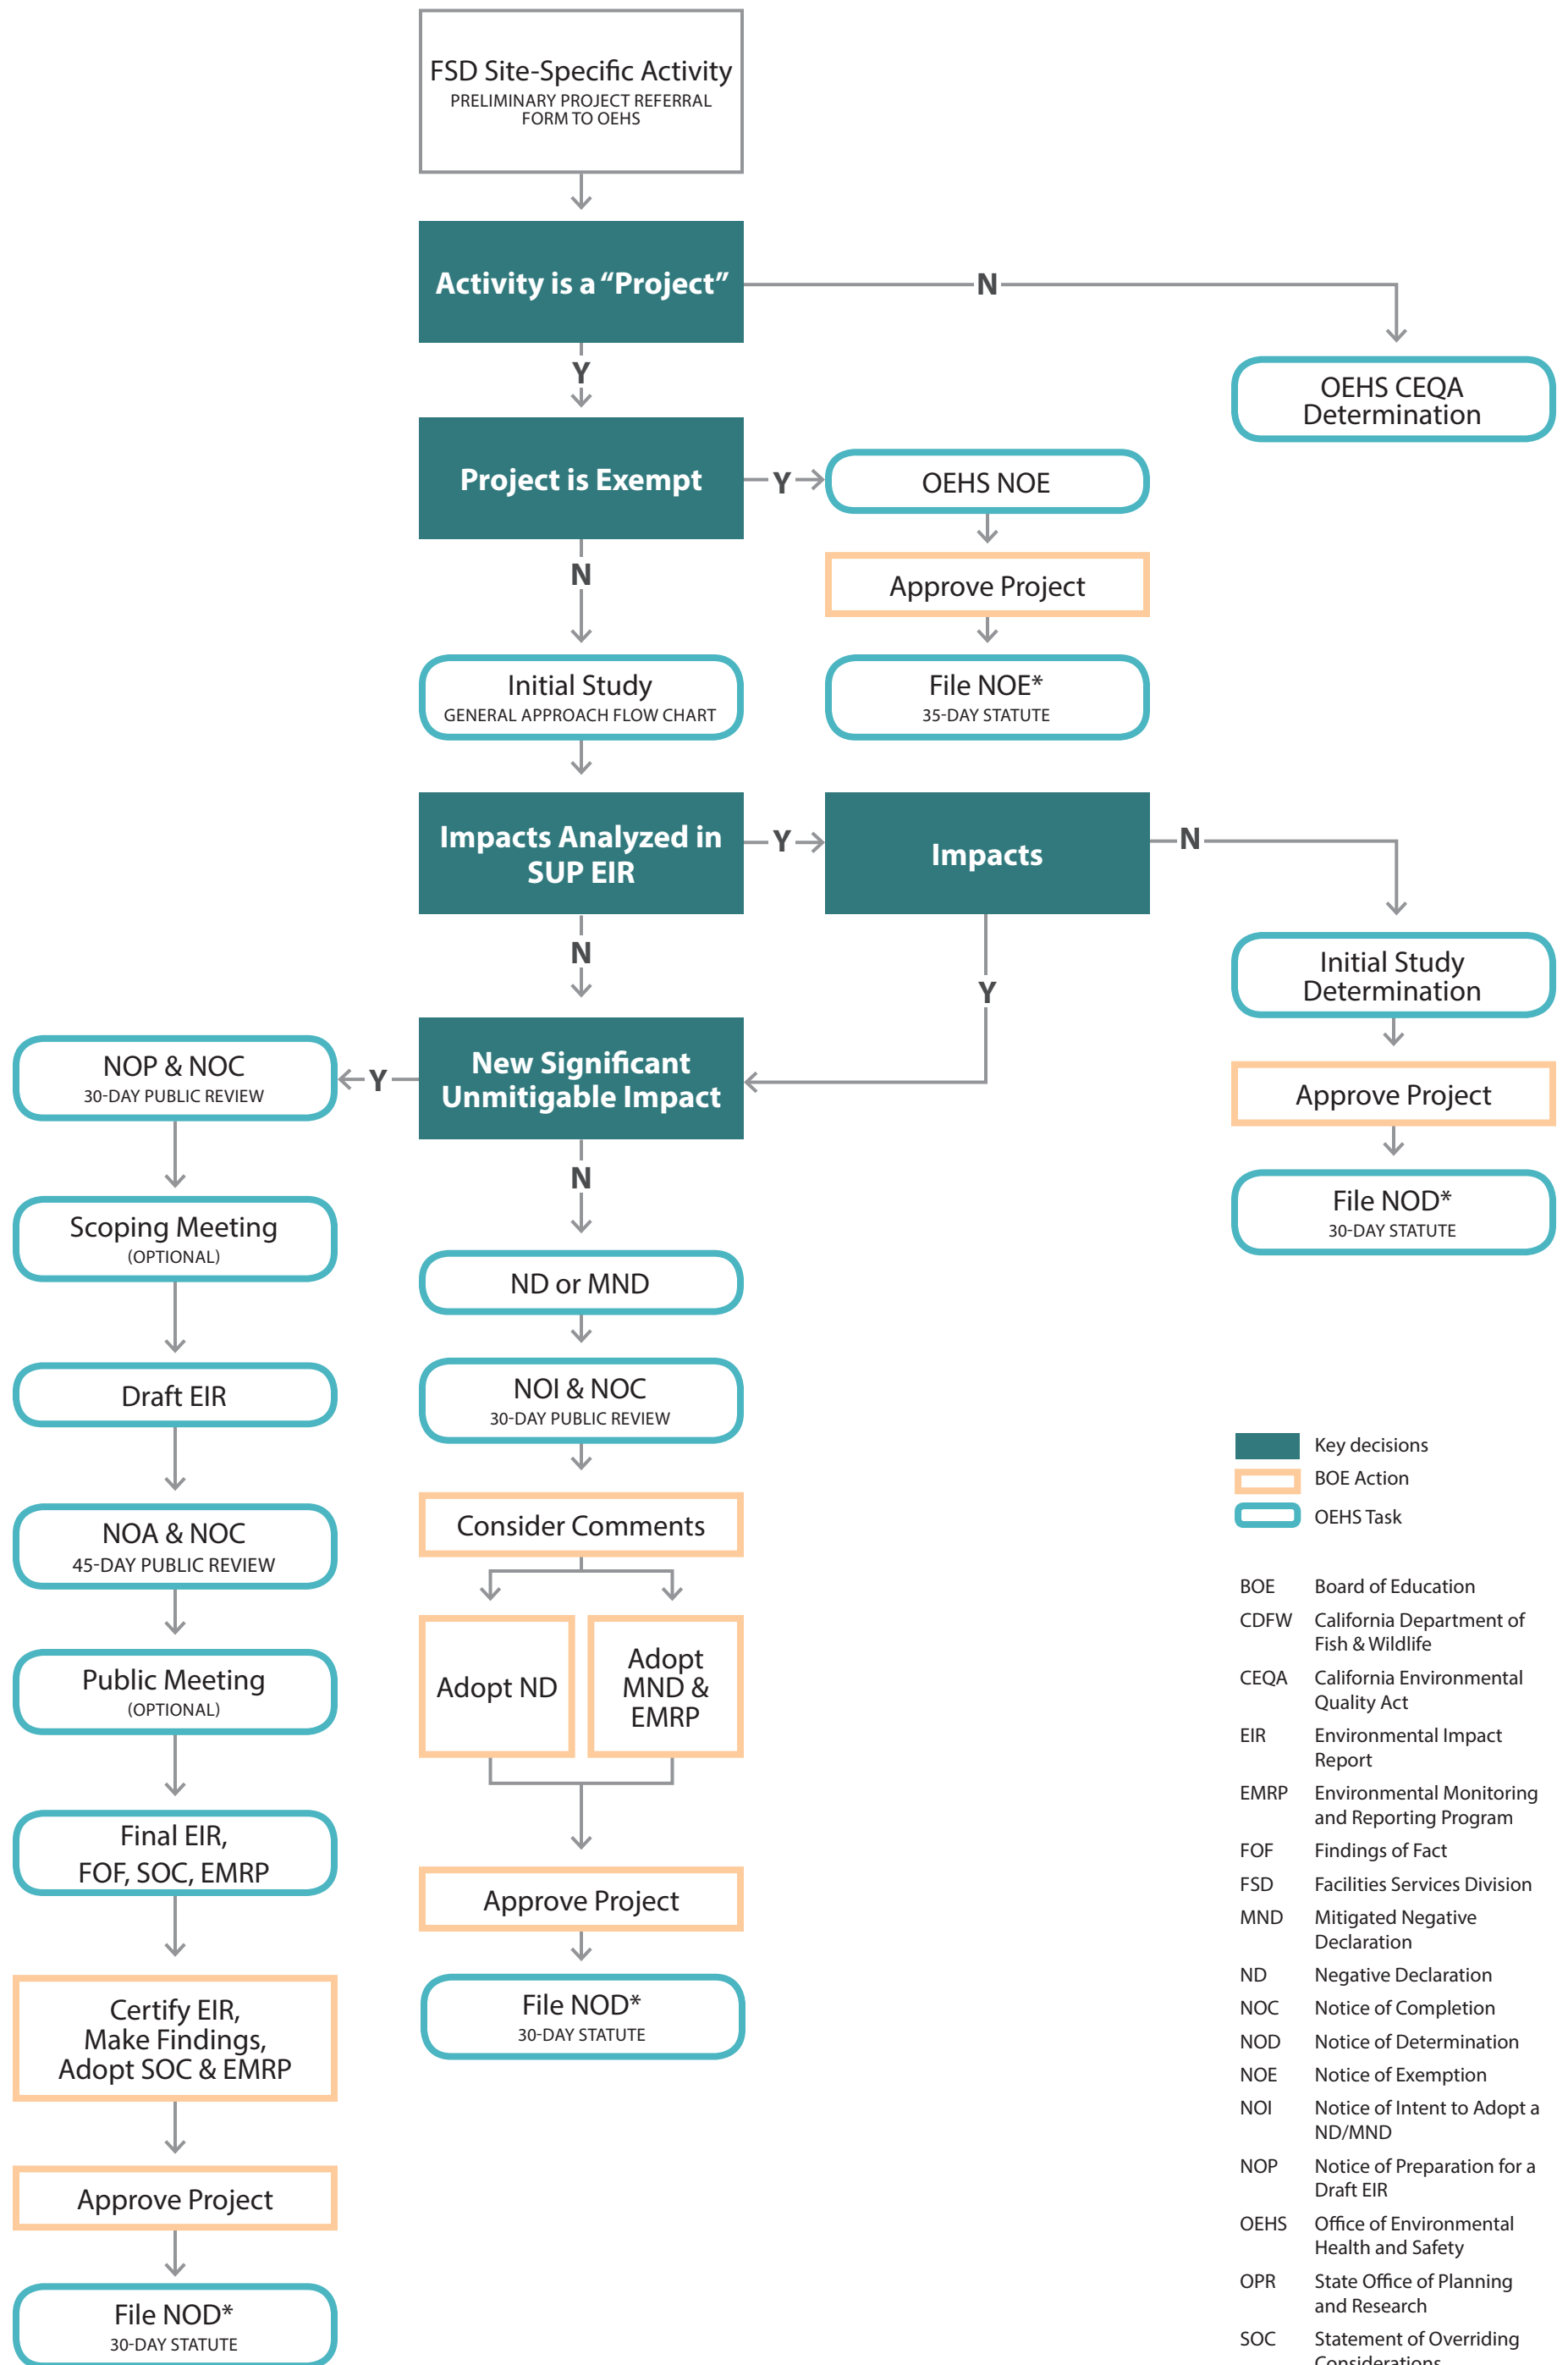 FSD Site-Specific Activity
PRELIMINARY PROJECT REFERRAL
FORM TO OEHS
Activity is a “Project”
N
Y
OEHS CEQA
Determination
Project is Exempt
Y
OEHS NOE
N
Approve Project
Initial Study
GENERAL APPROACH FLOW CHART
File NOE*
35-DAY STATUTE
Impacts Analyzed in
SUP EIR
Y
Impacts
N
N
Y
Initial Study
Determination
Approve Project
File NOD*
30-DAY STATUTE
New Significant
Unmitigable Impact
Y
NOP & NOC
30-DAY PUBLIC REVIEW
N
Scoping Meeting
(OPTIONAL)
Draft EIR
NOA & NOC
45-DAY PUBLIC REVIEW
Public Meeting
(OPTIONAL)
Final EIR,
FOF, SOC, EMRP
Certify EIR,
Make Findings,
Adopt SOC & EMRP
Approve Project
File NOD*
30-DAY STATUTE
ND or MND
NOI & NOC
30-DAY PUBLIC REVIEW
Consider Comments
Adopt ND
Adopt
MND &
EMRP
Approve Project
File NOD*
30-DAY STATUTE
Key decisions
BOE Action
OEHS Task
BOE Board of Education
CDFW California Department of
Fish & Wildlife
CEQA California Environmental
Quality Act
EIR Environmental Impact
Report
EMRP Environmental Monitoring
and Reporting Program
FOF Findings of Fact
FSD Facilities Services Division
MND Mitigated Negative
Declaration
ND Negative Declaration
NOC Notice of Completion
NOD Notice of Determination
NOE Notice of Exemption
NOI Notice of Intent to Adopt a
ND/MND
NOP Notice of Preparation for a
Draft EIR
OEHS Office of Environmental
Health and Safety
OPR State Office of Planning
and Research
SOC Statement of Overriding
Considerations